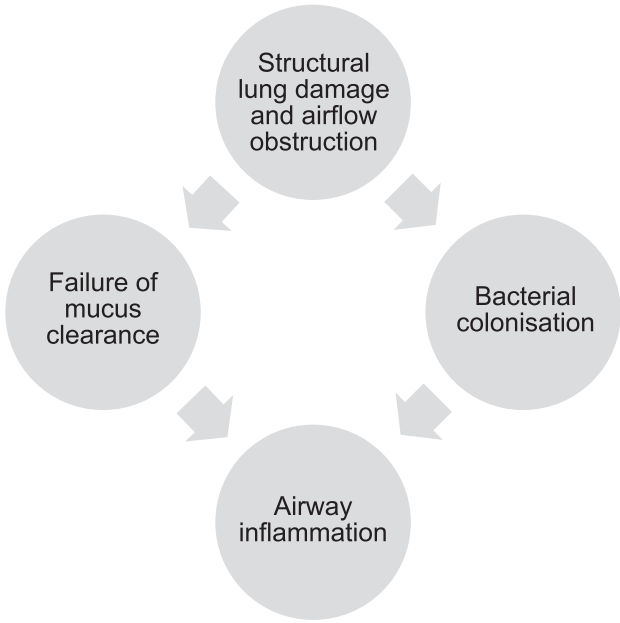 Structural
lung damage
and airflow
obstruction
Failure of
mucus
clearance
Bacterial
colonisation
Airway
inflammation